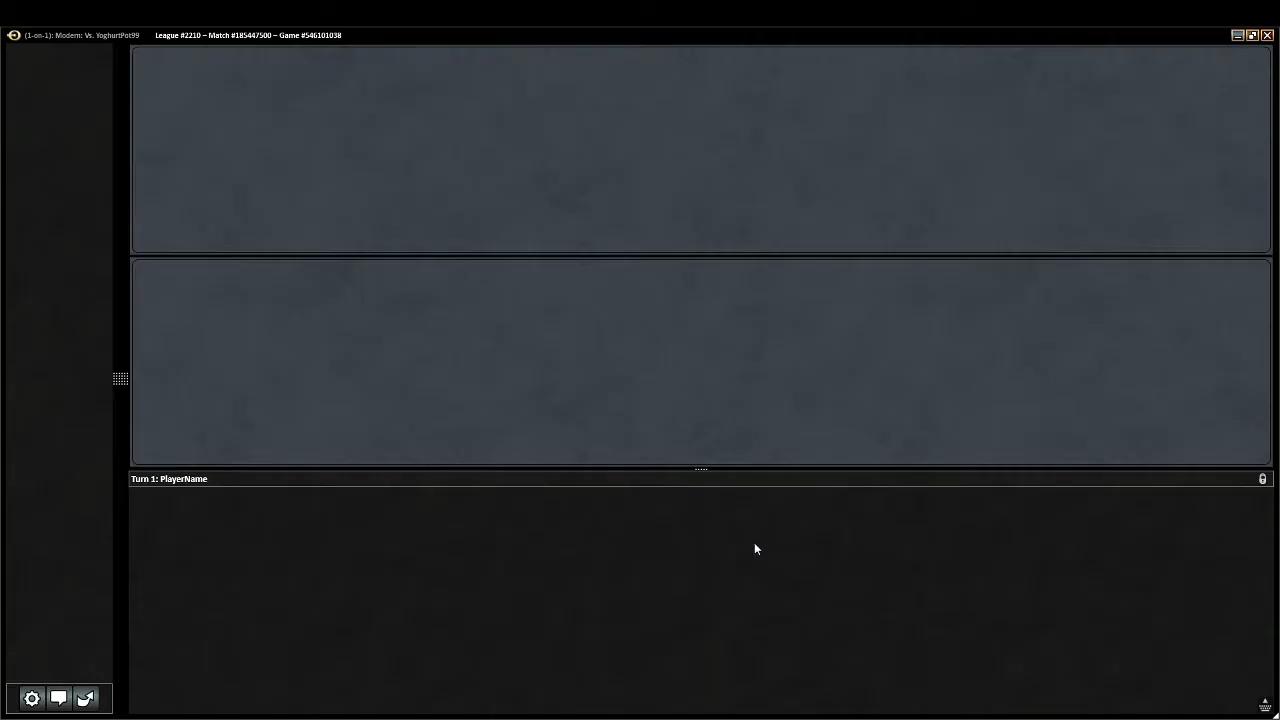 (1-on-1): Modern: Vs. YoghurtPot99 League #2210 – Match #185447500 – Game #546101038
Turn 1: PlayerName